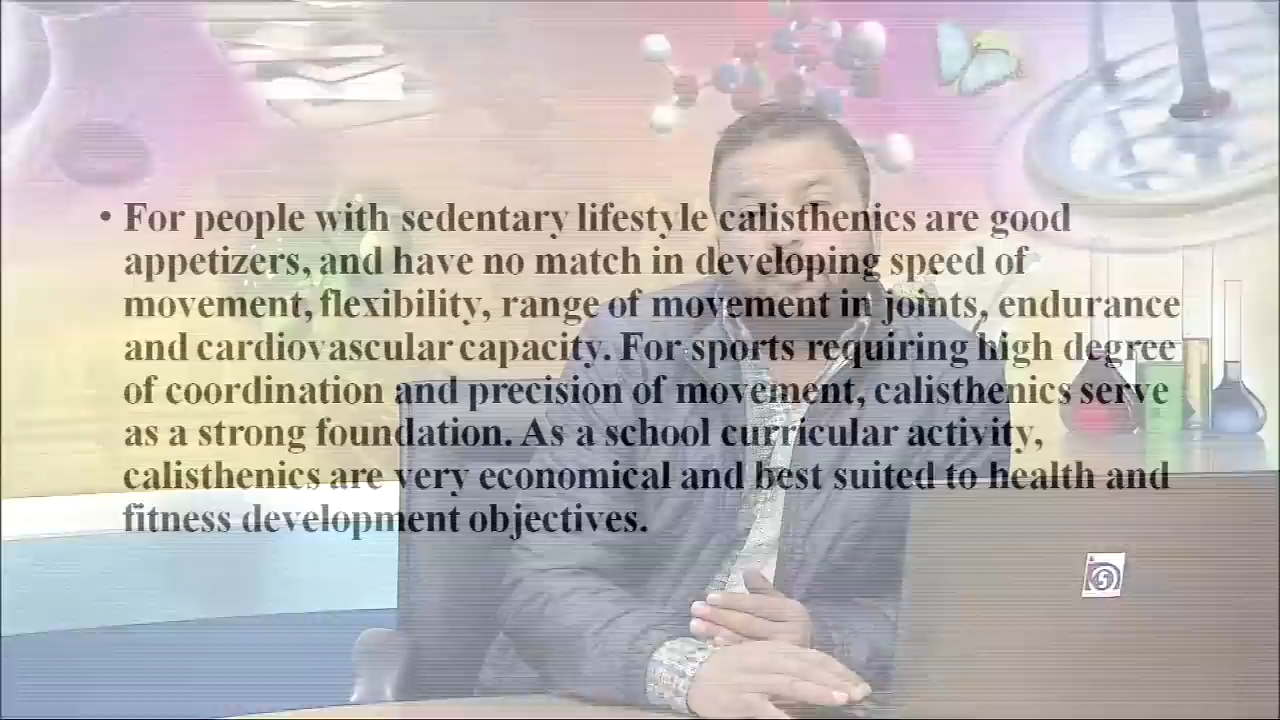 • For people with sedentary lifestyle calisthenics are good
appetizers, and have no match in developing speed of
movement, flexibility, range of movement in joints, endurance
and cardiovascular capacity. For sports requiring high degree
of coordination and precision of movement, calisthenics serve
as a strong foundation. As a school curricular activity,
calisthenics are very economical and best suited to health and
fitness development objectives.